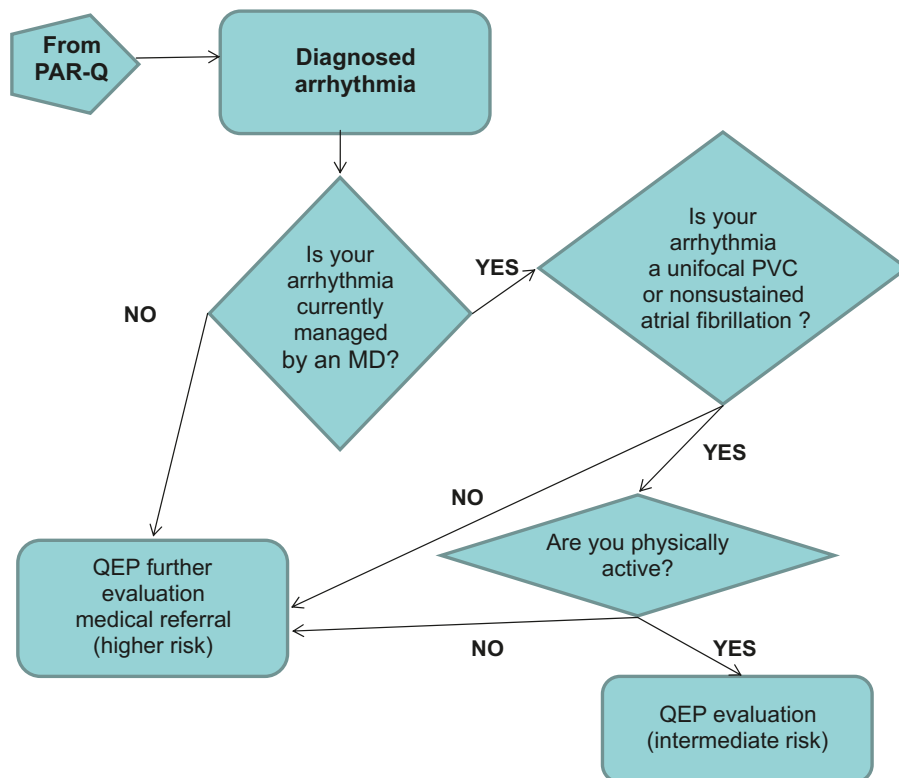 From
PAR-Q
Diagnosed
arrhythmia
Is your
arrhythmia
currently
managed
by an MD?
NO
YES
Is your
arrhythmia
a unifocal PVC
or nonsustained
atrial fibrillation ?
NO
YES
Are you physically
active?
NO
YES
QEP further
evaluation
medical referral
(higher risk)
QEP evaluation
(intermediate risk)